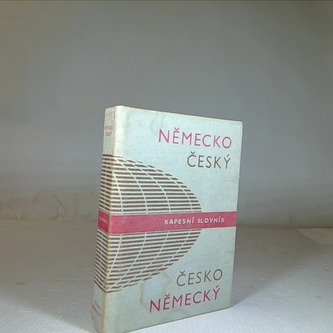 NĚMECKO
ČESKÝ
KAPESNÍ SLOVNÍK
ČESKO
NĚMECKÝ